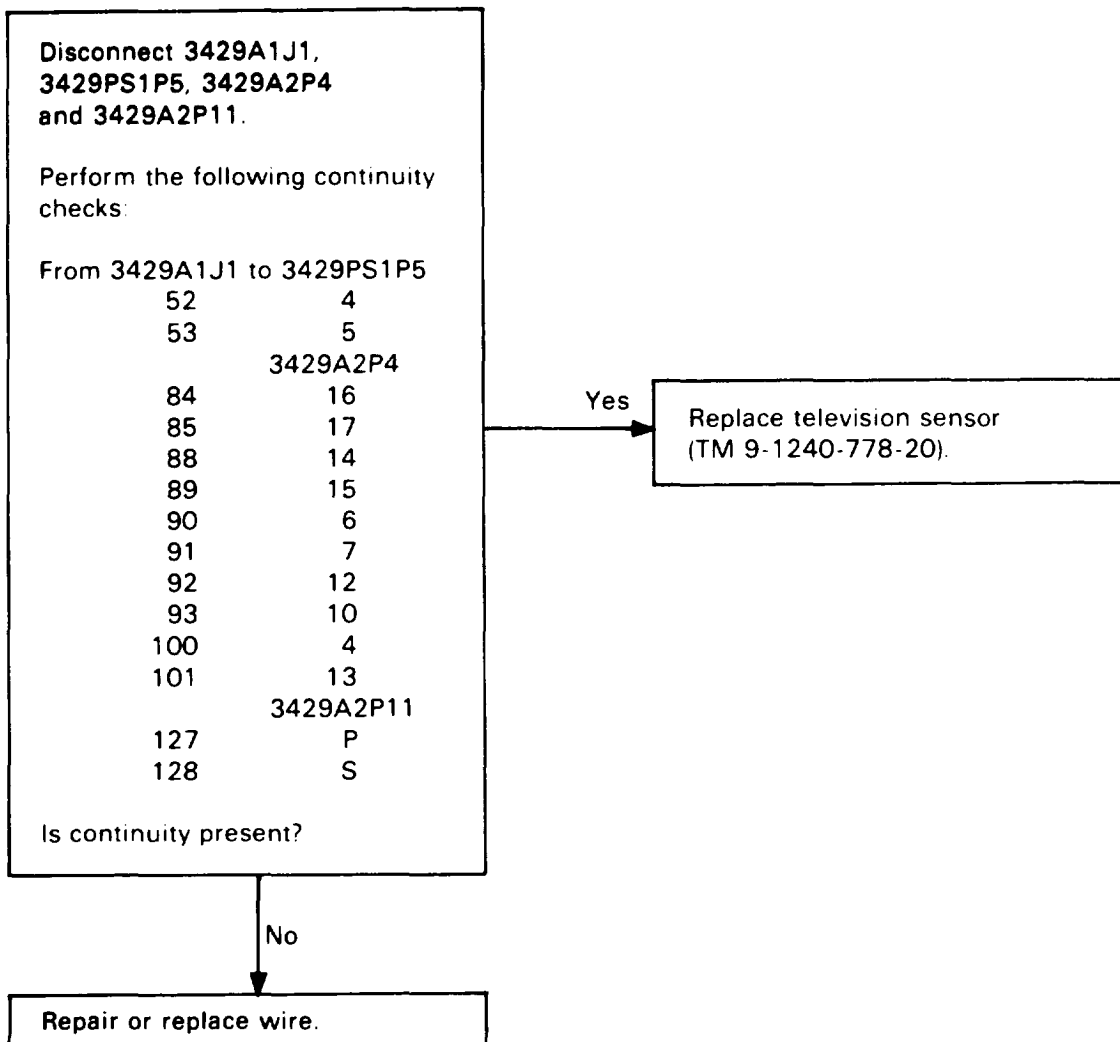 Disconnect 3429A1J1,
3429PS1P5, 3429A2P4
and 3429A2P11.
Perform the following continuity
checks:
From 3429A1J1 to 3429PS1P5
52 4
53 5
3429A2P4
84 16
85 17
88 14
89 15
90 6
91 7
92 12
93 10
100 4
101 13
3429A2P11
127 P
128 S
Is continuity present?
Yes
Replace television sensor
(TM 9-1240-778-20).
No
Repair or replace wire.